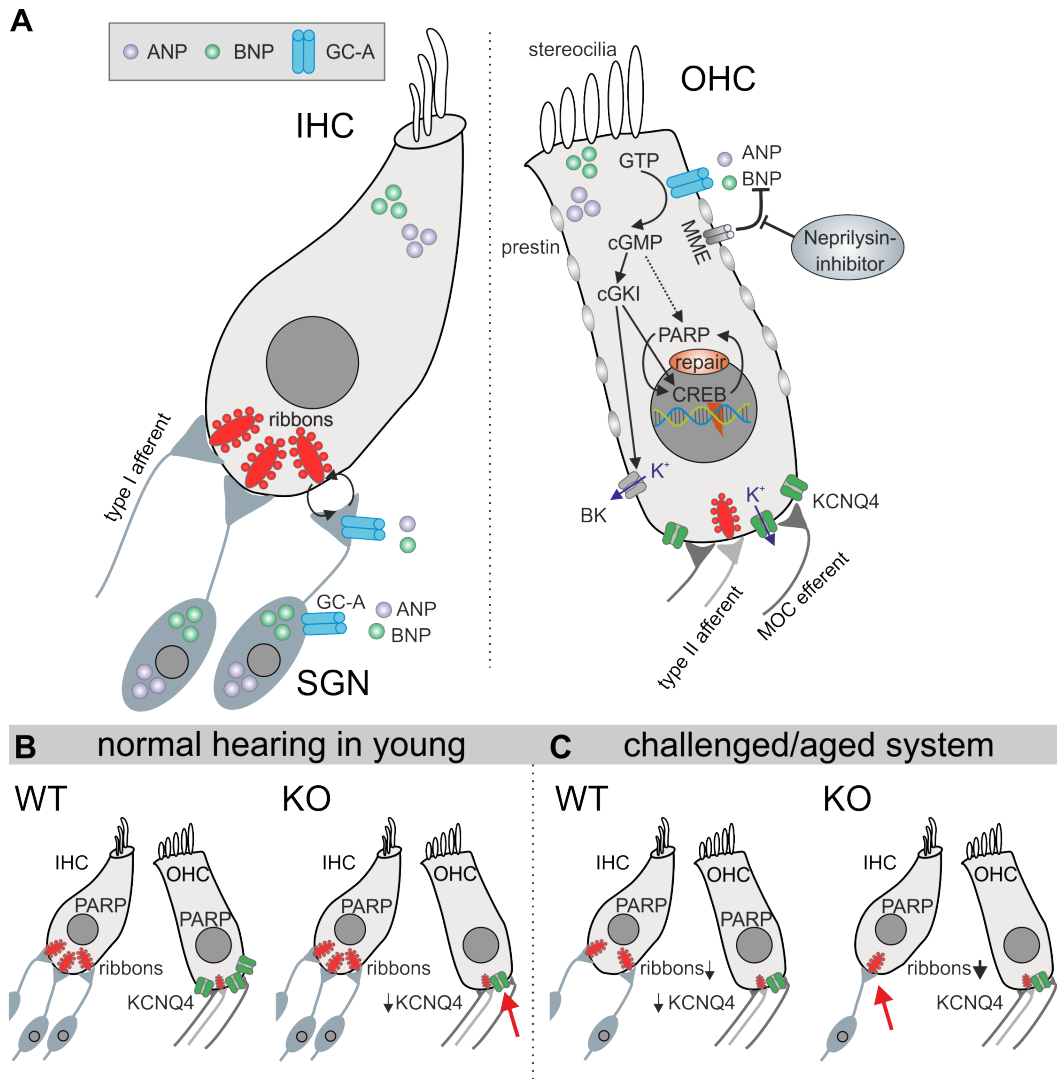 A
ANP
BNP
GC-A
IHC
ribbons
type I afferent
GC-A
ANP
BNP
SGN
stereocilia
OHC
GTP
ANP
BNP
prestin
MME
Neprilysin-
inhibitor
cGMP
cGKI
PARP
repair
CREB
K+
BK
K+
KCNQ4
type II afferent
MOC efferent
B normal hearing in young
WT
IHC
OHC
PARP
PARP
ribbons
KCNQ4
KO
IHC
OHC
PARP
ribbons
↓KCNQ4
C challenged/aged system
WT
IHC
OHC
PARP
PARP
ribbons↓
↓KCNQ4
KO
IHC
OHC
PARP
ribbons↓
KCNQ4